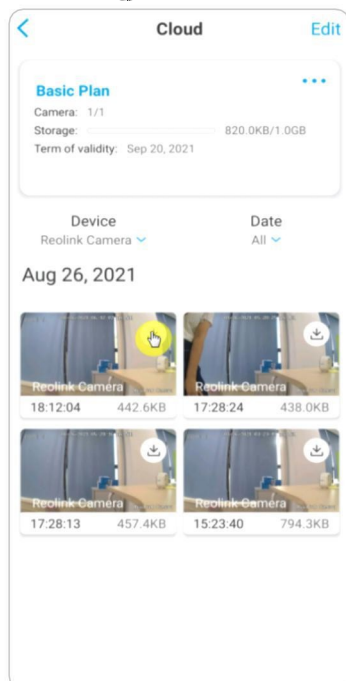 Cloud
Edit
Basic Plan
Camera: 1/1
Storage: 820.0KB/1.0GB
Term of validity: Sep 20, 2021
Device
Date
Reolink Camera
All
Aug 26, 2021
Reolink Camera
Reolink Camera
18:12:04 442.6KB
17:28:24 438.0KB
Reolink Camera
Reolink Camera
17:28:13 457.4KB
15:23:40 794.3KB